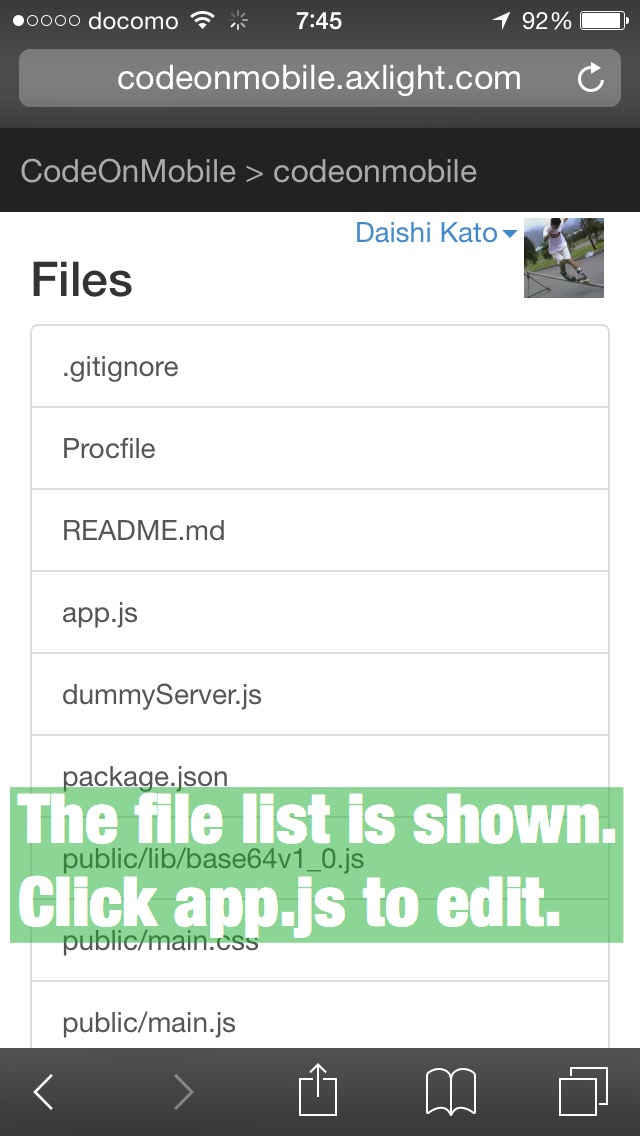 docomo 7:45 92%
codeonmobile.axlight.com
CodeOnMobile > codeonmobile
Daishi Kato
Files
.gitignore
Procfile
README.md
app.js
dummyServer.js
package.json
The file list is shown.
public/lib/base64v1_0.js
Click app.js to edit.
public/main.css
public/main.js